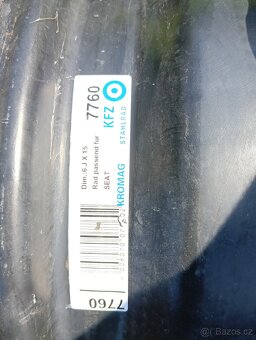 7760
KFZ
STAHLRAD
Dim.:6 J X 15
Rad passend für
SEAT
KROMAG
7760
© Bazos.cz